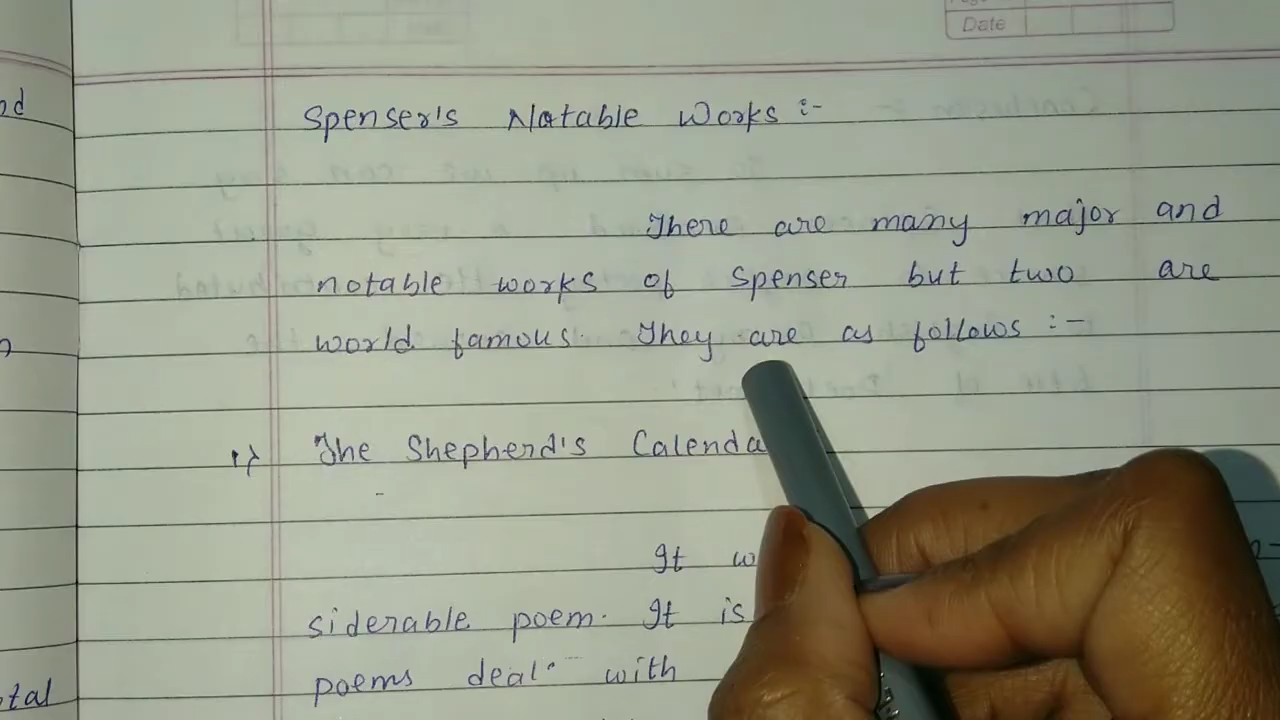 Date
Spenser's Notable Works :-
There are many major and
notable works of Spenser but two are
world famous. They are as follows :-
1) The Shepherd's
It
siderable poem. It is
poems deal with